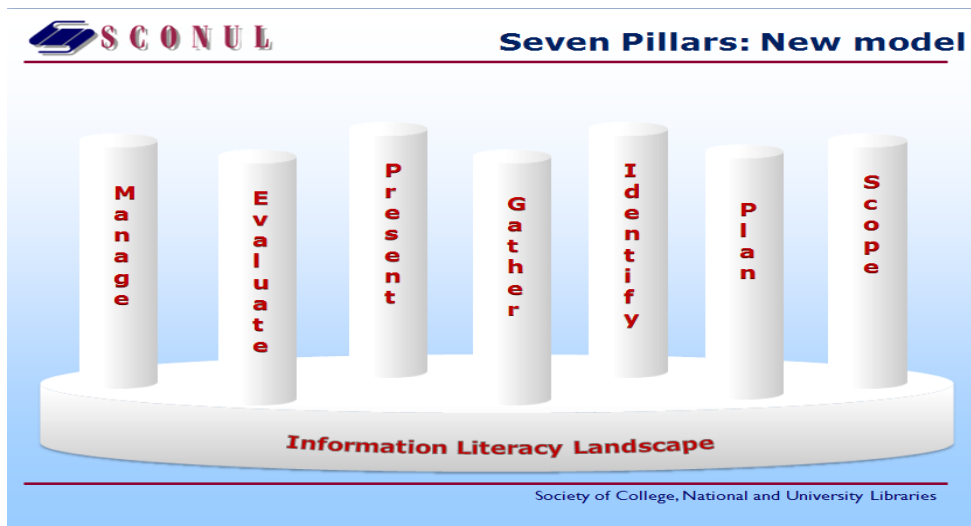 SCONUL
Seven Pillars: New model
Manage
Evaluate
Present
Gather
Identify
Plan
Scope
Information Literacy Landscape
Society of College, National and University Libraries